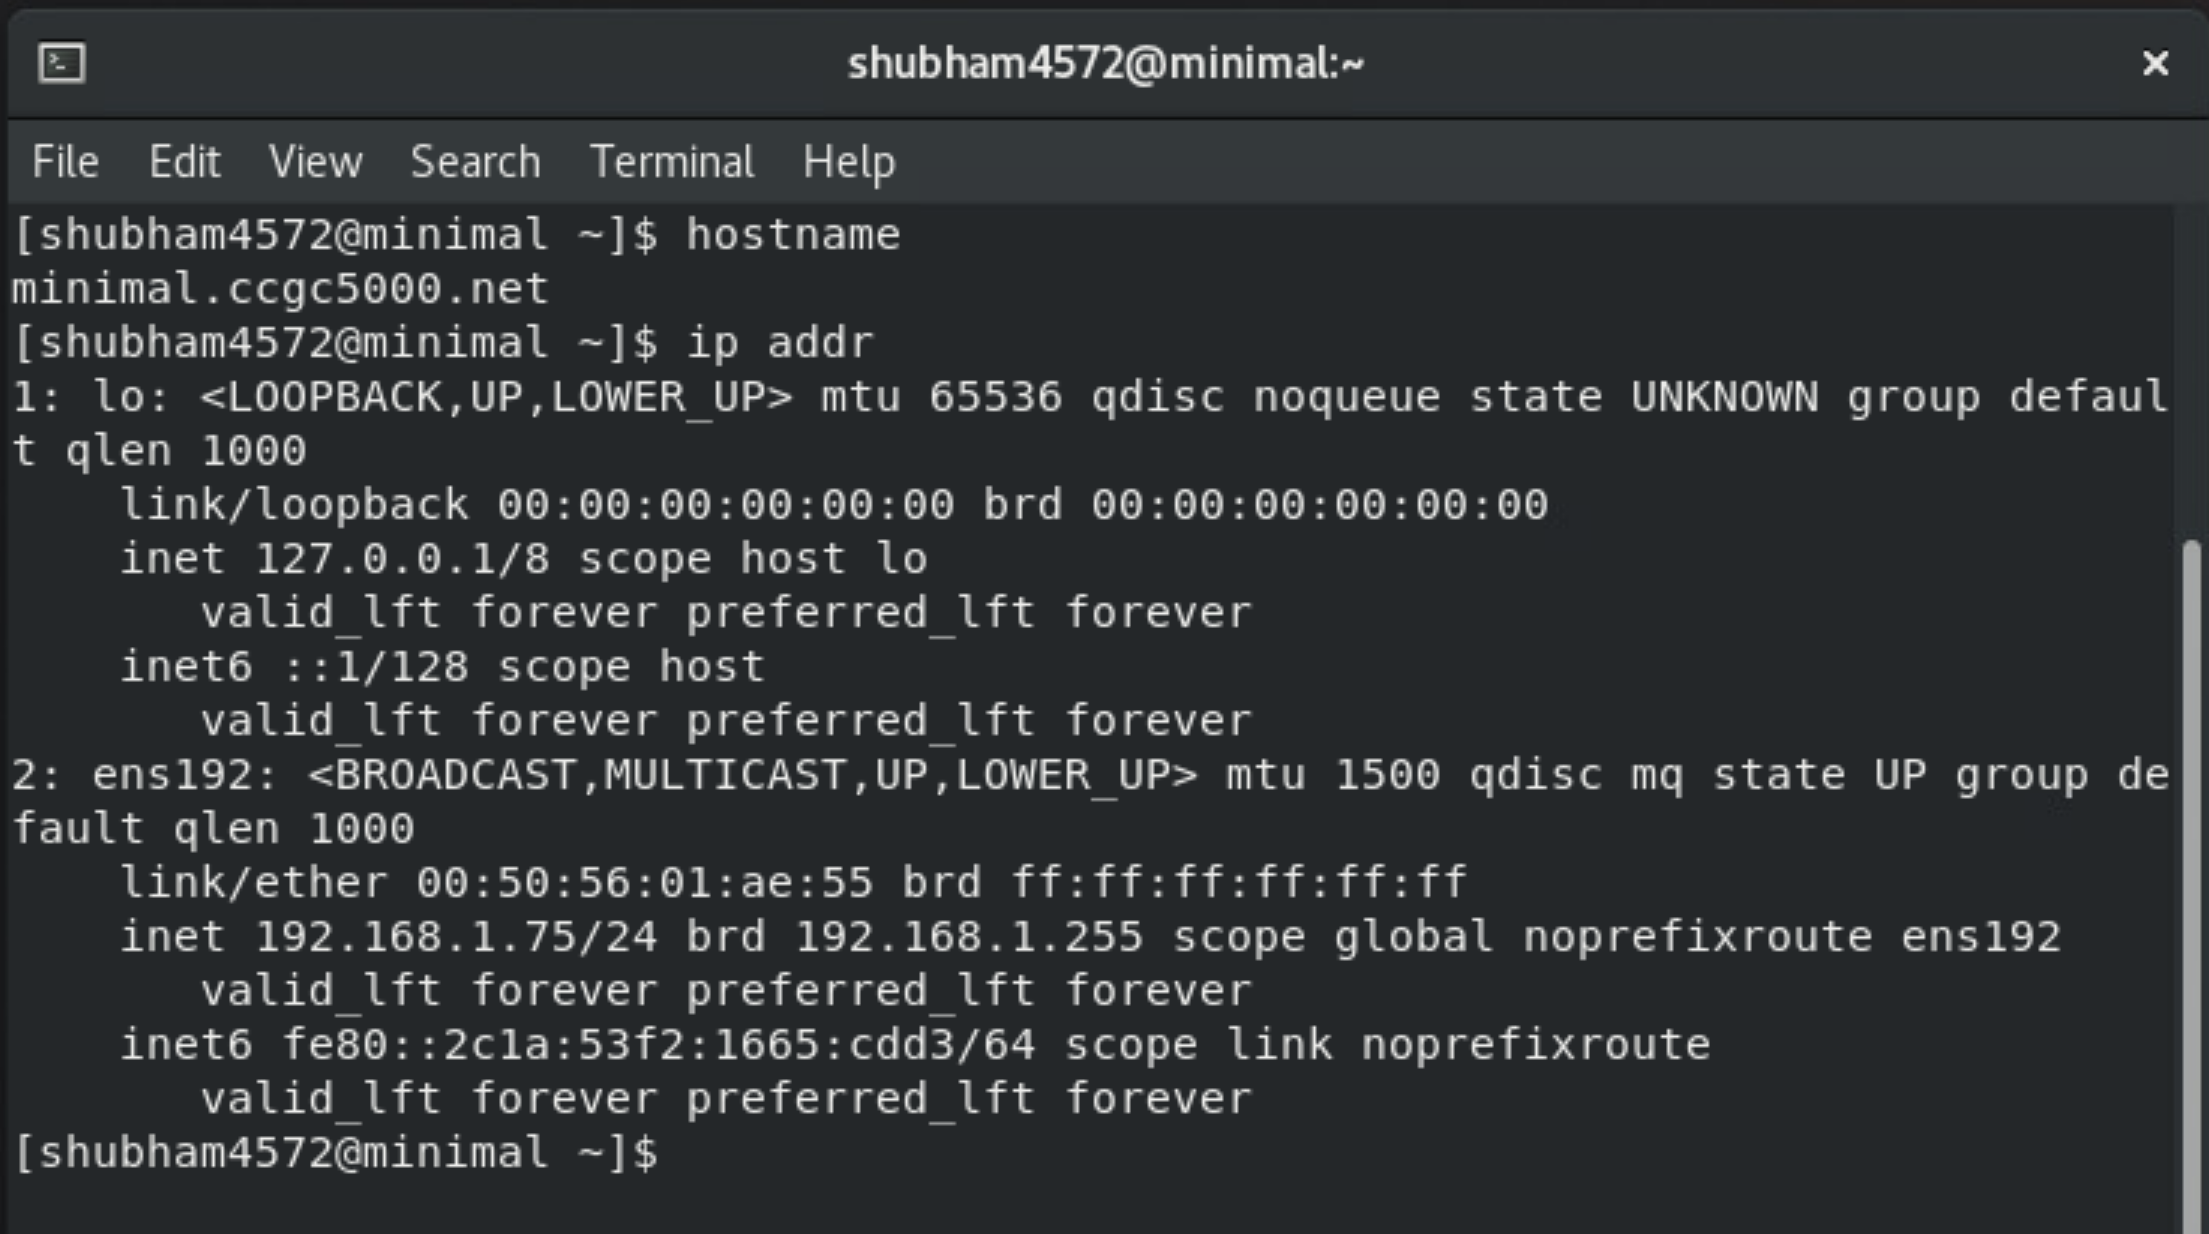 shubham4572@minimal:~
File Edit View Search Terminal Help
[shubham4572@minimal ~]$ hostname
minimal.ccgc5000.net
[shubham4572@minimal ~]$ ip addr
1: lo: <LOOPBACK,UP,LOWER_UP> mtu 65536 qdisc noqueue state UNKNOWN group defaul
t qlen 1000
    link/loopback 00:00:00:00:00:00 brd 00:00:00:00:00:00
    inet 127.0.0.1/8 scope host lo
       valid_lft forever preferred_lft forever
    inet6 ::1/128 scope host
       valid_lft forever preferred_lft forever
2: ens192: <BROADCAST,MULTICAST,UP,LOWER_UP> mtu 1500 qdisc mq state UP group de
fault qlen 1000
    link/ether 00:50:56:01:ae:55 brd ff:ff:ff:ff:ff:ff
    inet 192.168.1.75/24 brd 192.168.1.255 scope global noprefixroute ens192
       valid_lft forever preferred_lft forever
    inet6 fe80::2c1a:53f2:1665:cdd3/64 scope link noprefixroute
       valid_lft forever preferred_lft forever
[shubham4572@minimal ~]$